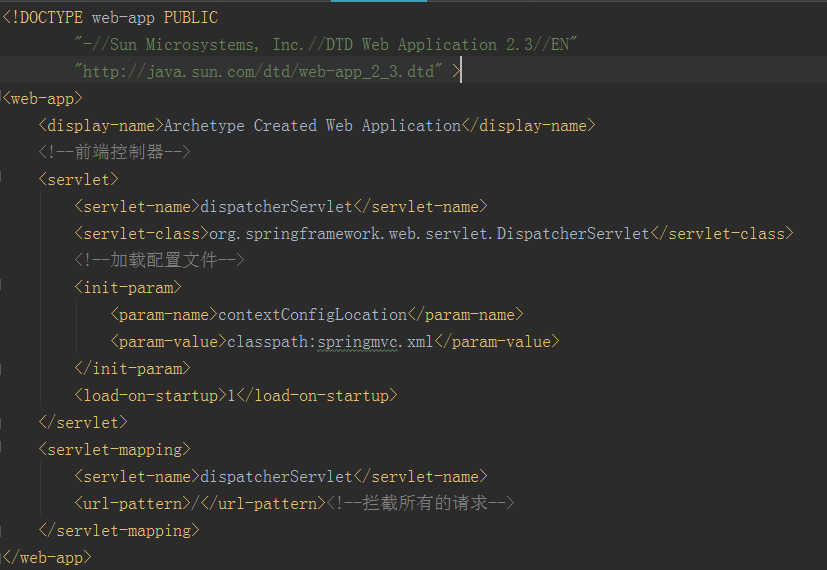 <!DOCTYPE web-app PUBLIC
"-//Sun Microsystems, Inc.//DTD Web Application 2.3//EN"
"http://java.sun.com/dtd/web-app_2_3.dtd" >
<web-app>
<display-name>Archetype Created Web Application</display-name>
<!--前端控制器-->
<servlet>
<servlet-name>dispatcherServlet</servlet-name>
<servlet-class>org.springframework.web.servlet.DispatcherServlet</servlet-class>
<!--加载配置文件-->
<init-param>
<param-name>contextConfigLocation</param-name>
<param-value>classpath:springmvc.xml</param-value>
</init-param>
<load-on-startup>1</load-on-startup>
</servlet>
<servlet-mapping>
<servlet-name>dispatcherServlet</servlet-name>
<url-pattern>/</url-pattern><!--拦截所有的请求-->
</servlet-mapping>
</web-app>